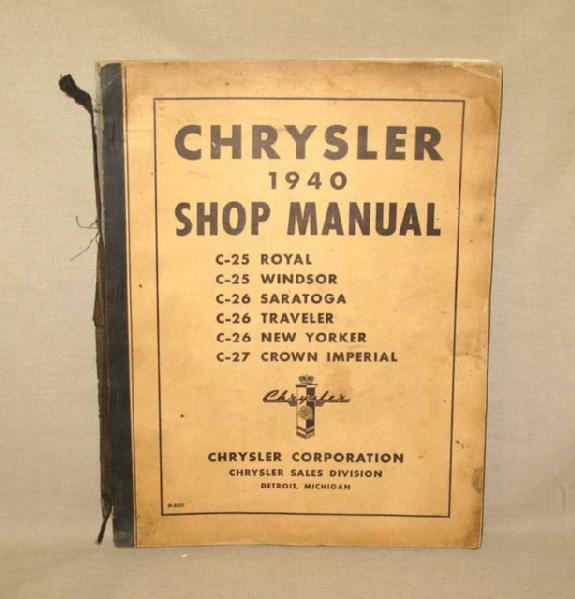 CHRYSLER
1940
SHOP MANUAL
C-25 ROYAL
C-25 WINDSOR
C-26 SARATOGA
C-26 TRAVELER
C-26 NEW YORKER
C-27 CROWN IMPERIAL
Chrysler
CHRYSLER CORPORATION
CHRYSLER SALES DIVISION
DETROIT, MICHIGAN